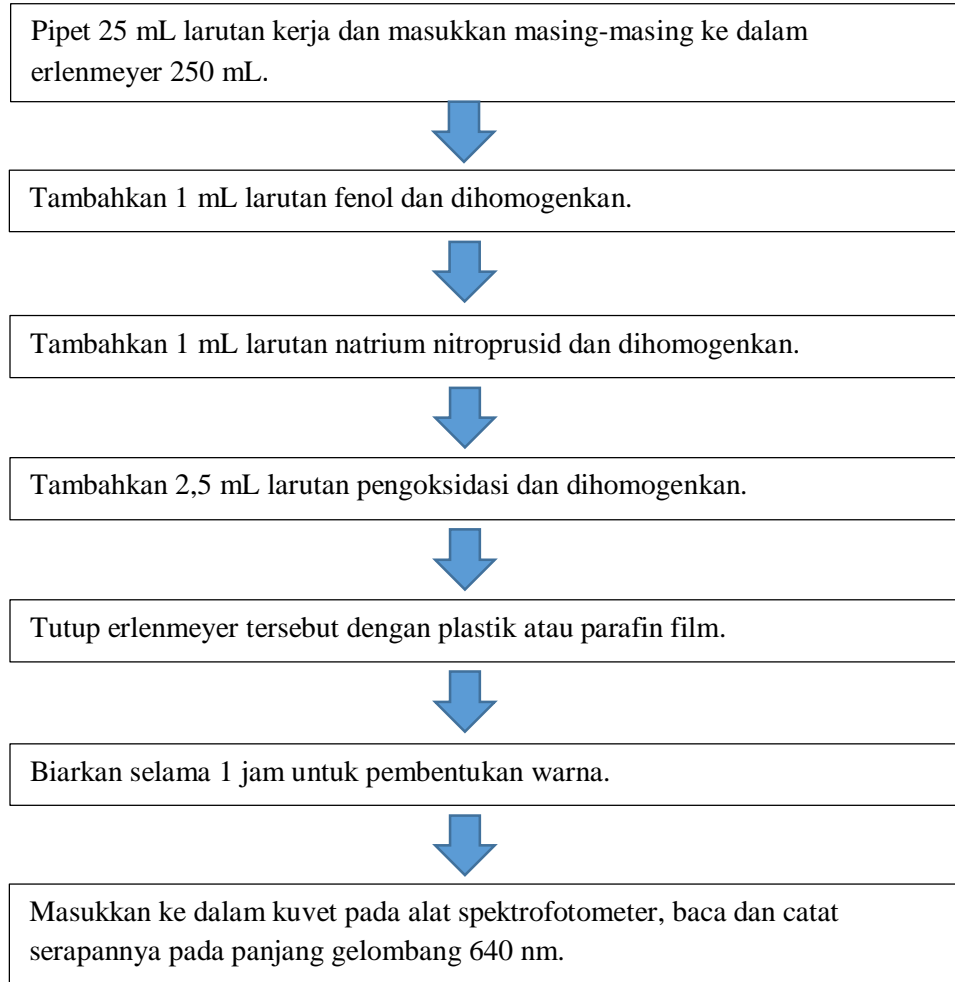 Pipet 25 mL larutan kerja dan masukkan masing-masing ke dalam
erlenmeyer 250 mL.
Tambahkan 1 mL larutan fenol dan dihomogenkan.
Tambahkan 1 mL larutan natrium nitroprusid dan dihomogenkan.
Tambahkan 2,5 mL larutan pengoksidasi dan dihomogenkan.
Tutup erlenmeyer tersebut dengan plastik atau parafin film.
Biarkan selama 1 jam untuk pembentukan warna.
Masukkan ke dalam kuvet pada alat spektrofotometer, baca dan catat
serapannya pada panjang gelombang 640 nm.